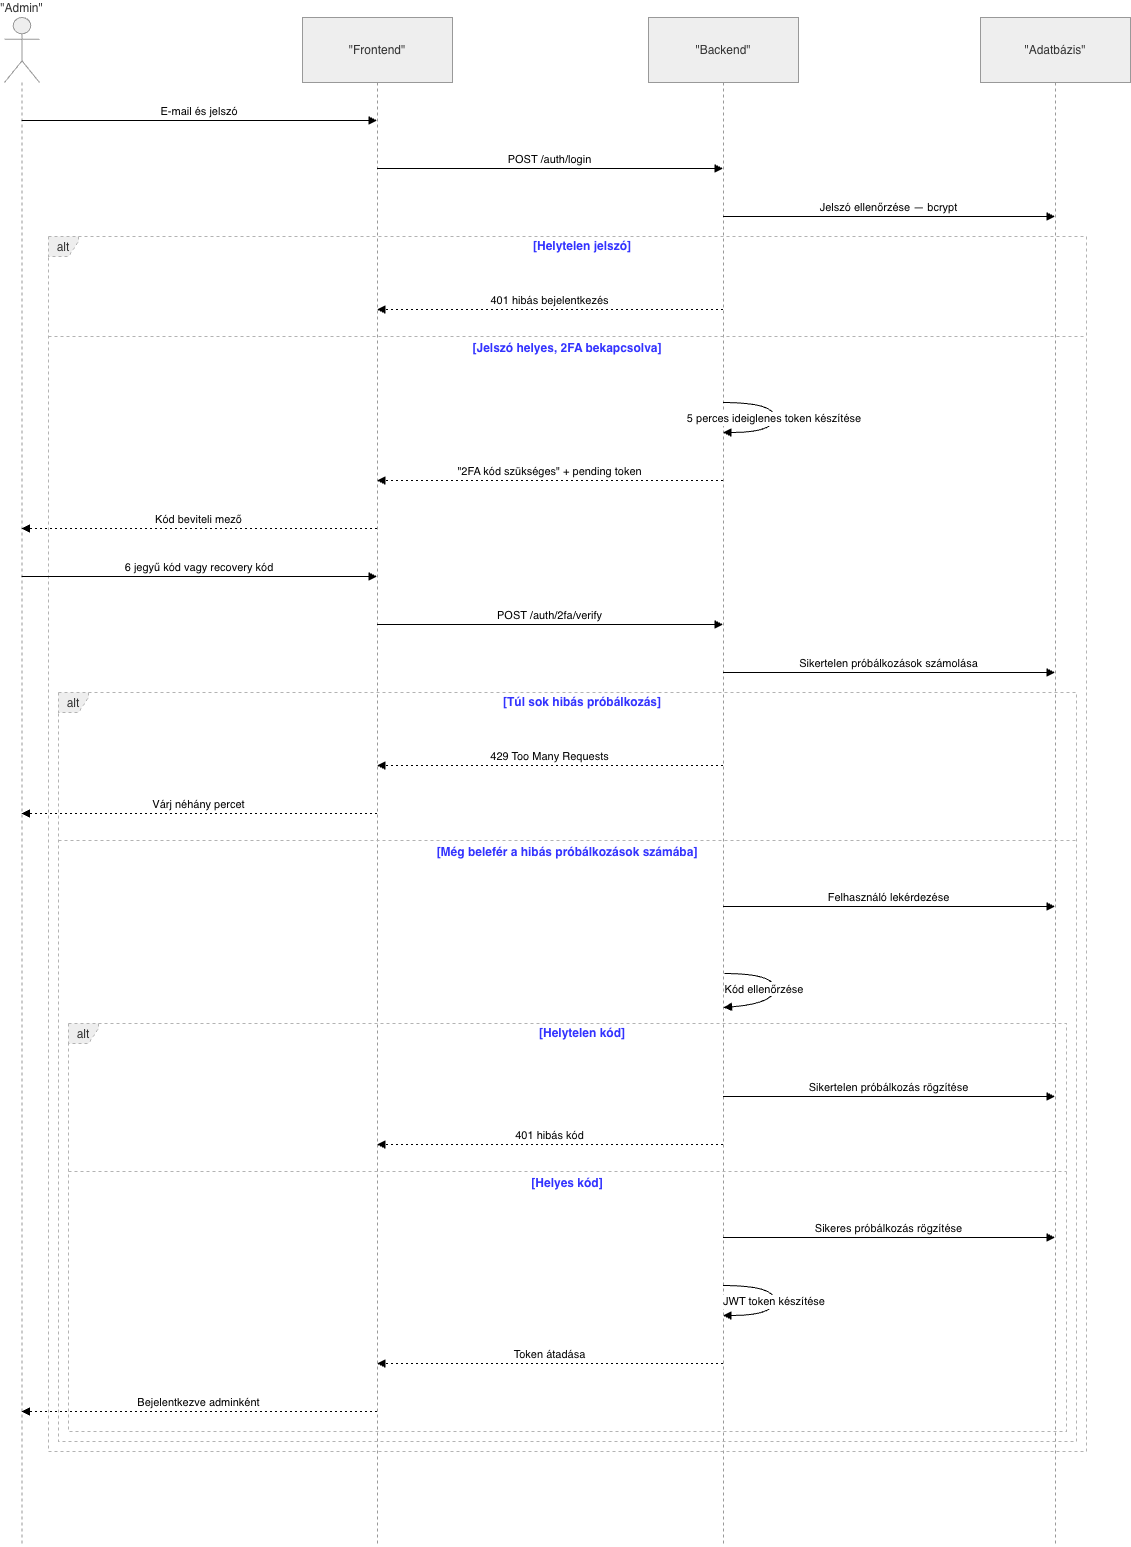 "Admin"
"Frontend"
"Backend"
"Adatbázis"
E-mail és jelszó
POST /auth/login
Jelszó ellenőrzése — bcrypt
alt
[Helytelen jelszó]
401 hibás bejelentkezés
[Jelszó helyes, 2FA bekapcsolva]
5 perces ideiglenes token készítése
"2FA kód szükséges" + pending token
Kód beviteli mező
6 jegyű kód vagy recovery kód
POST /auth/2fa/verify
Sikertelen próbálkozások számolása
alt
[Túl sok hibás próbálkozás]
429 Too Many Requests
Várj néhány percet
[Még belefér a hibás próbálkozások számába]
Felhasználó lekérdezése
Kód ellenőrzése
alt
[Helytelen kód]
Sikertelen próbálkozás rögzítése
401 hibás kód
[Helyes kód]
Sikeres próbálkozás rögzítése
JWT token készítése
Token átadása
Bejelentkezve adminként